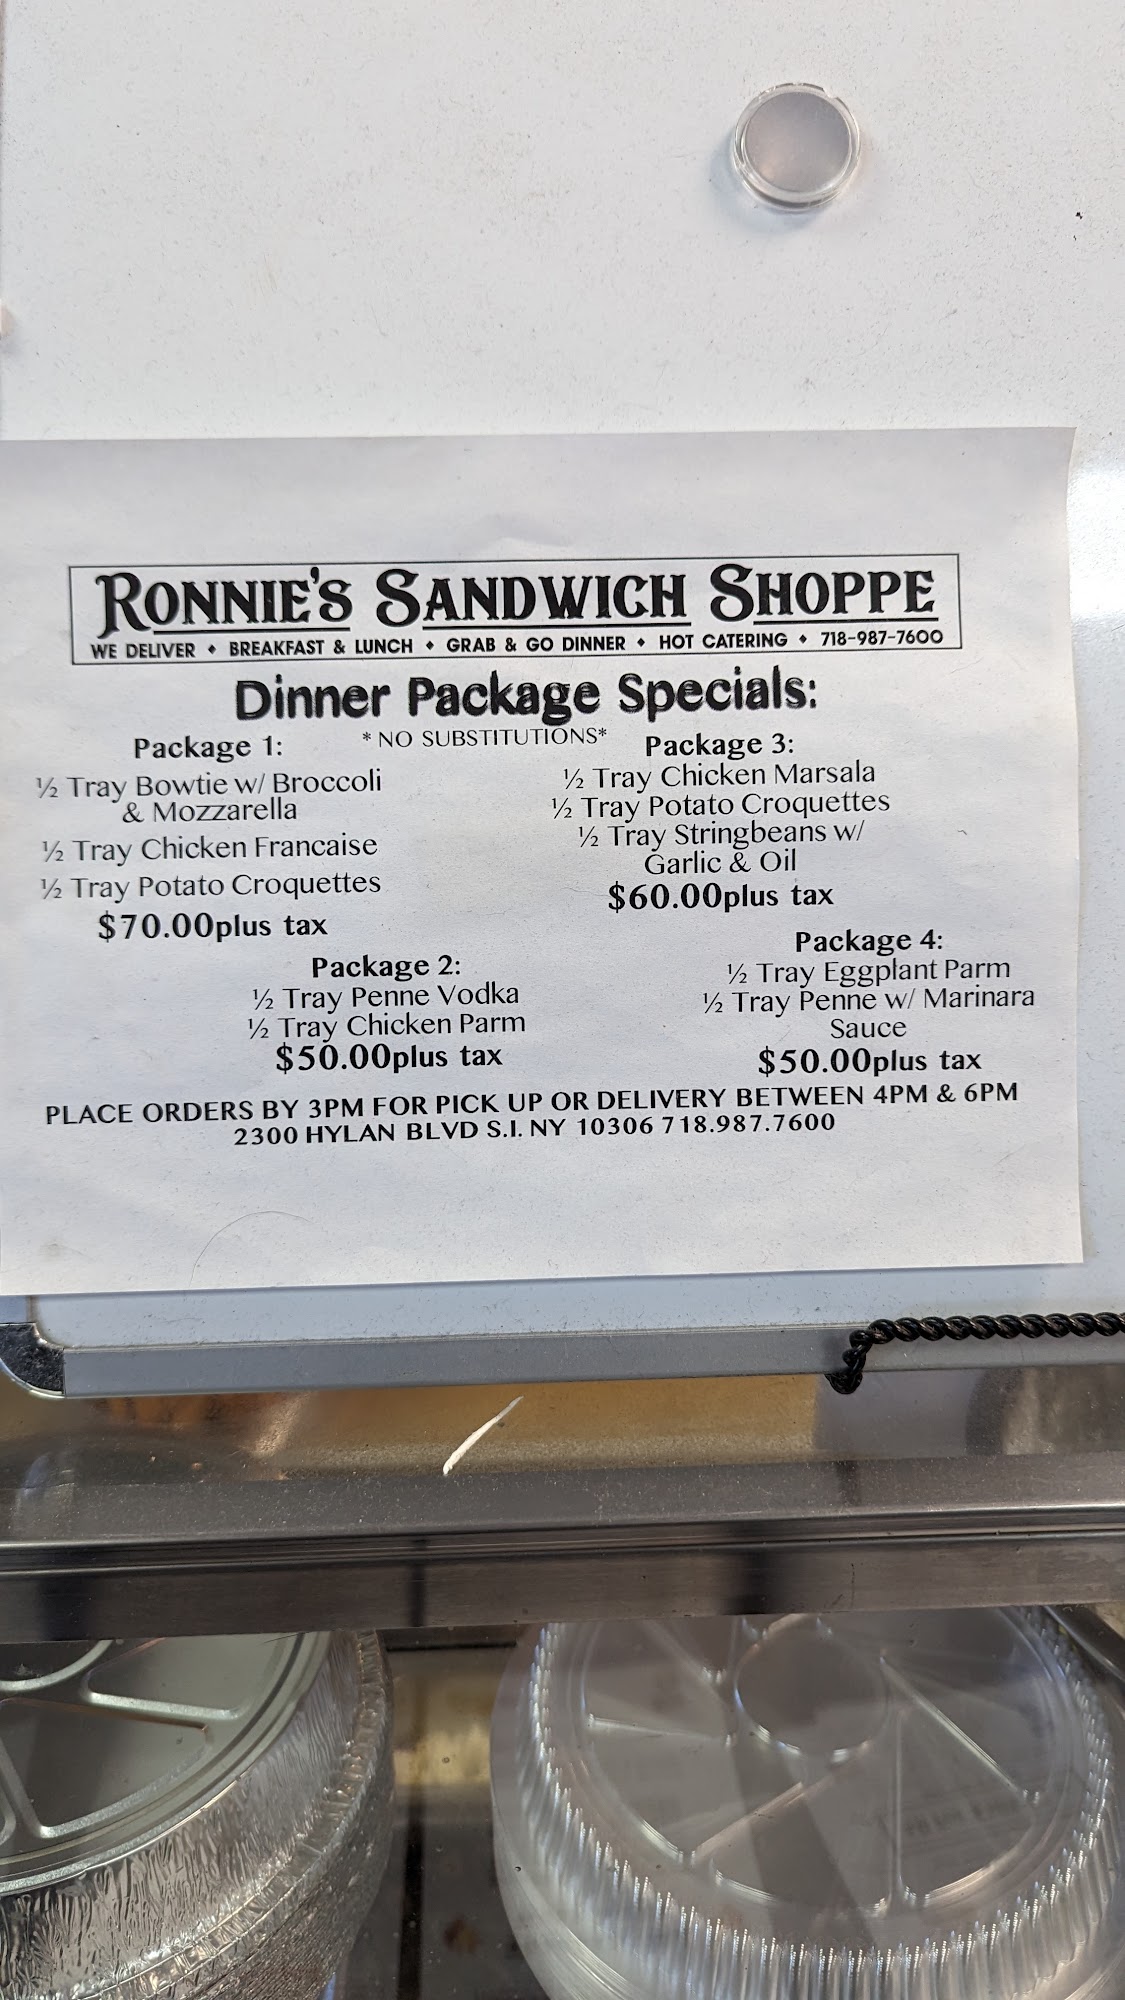 RONNIE'S SANDWICH SHOPPE
WE DELIVER ♦ BREAKFAST & LUNCH ♦ GRAB & GO DINNER ♦ HOT CATERING ♦ 718-987-7600
Dinner Package Specials:
*NO SUBSTITUTIONS*
Package 1:
½ Tray Bowtie w/ Broccoli
& Mozzarella
½ Tray Chicken Francaise
½ Tray Potato Croquettes
$70.00plus tax
Package 2:
½ Tray Penne Vodka
½ Tray Chicken Parm
$50.00plus tax
Package 3:
½ Tray Chicken Marsala
½ Tray Potato Croquettes
½ Tray Stringbeans w/
Garlic & Oil
$60.00plus tax
Package 4:
½ Tray Eggplant Parm
½ Tray Penne w/ Marinara
Sauce
$50.00plus tax
PLACE ORDERS BY 3PM FOR PICK UP OR DELIVERY BETWEEN 4PM & 6PM
2300 HYLAN BLVD S.I. NY 10306 718.987.7600